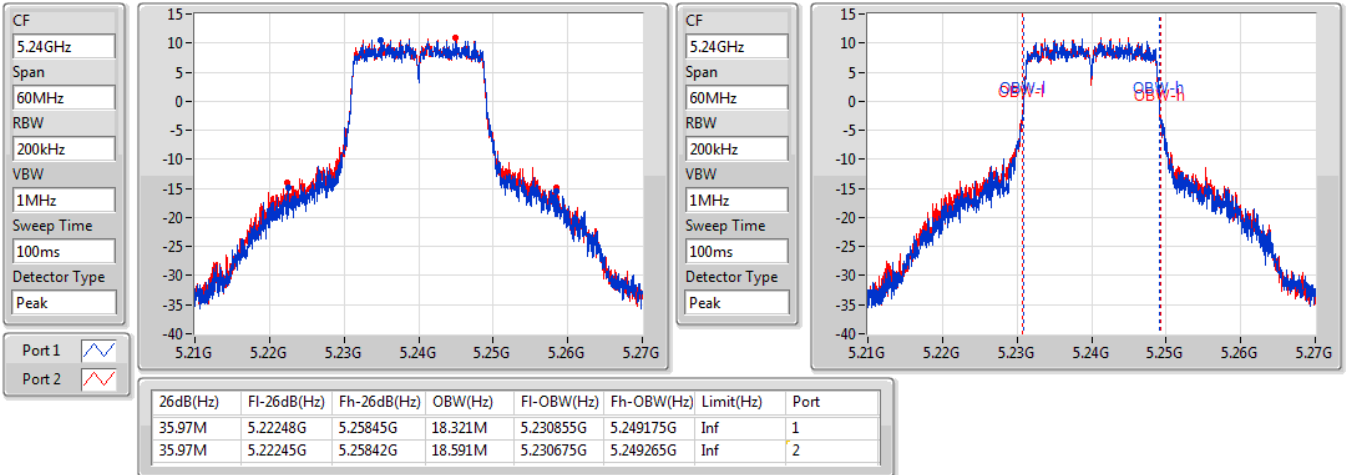 CF
5.24GHz
Span
60MHz
RBW
200kHz
VBW
1MHz
Sweep Time
100ms
Detector Type
Peak
15
10
5
0
-5
-10
-15
-20
-25
-30
-35
-40
5.21G 5.22G 5.23G 5.24G 5.25G 5.26G 5.27G
CF
5.24GHz
Span
60MHz
RBW
200kHz
VBW
1MHz
Sweep Time
100ms
Detector Type
Peak
15
10
5
0
-5
-10
-15
-20
-25
-30
-35
-40
OBW-l OBW-h
OBW-l OBW-h
5.21G 5.22G 5.23G 5.24G 5.25G 5.26G 5.27G
Port 1
Port 2
26dB(Hz) Fl-26dB(Hz) Fh-26dB(Hz) OBW(Hz) Fl-OBW(Hz) Fh-OBW(Hz) Limit(Hz) Port
35.97M 5.22248G 5.25845G 18.321M 5.230855G 5.249175G Inf 1
35.97M 5.22245G 5.25842G 18.591M 5.230675G 5.249265G Inf 2